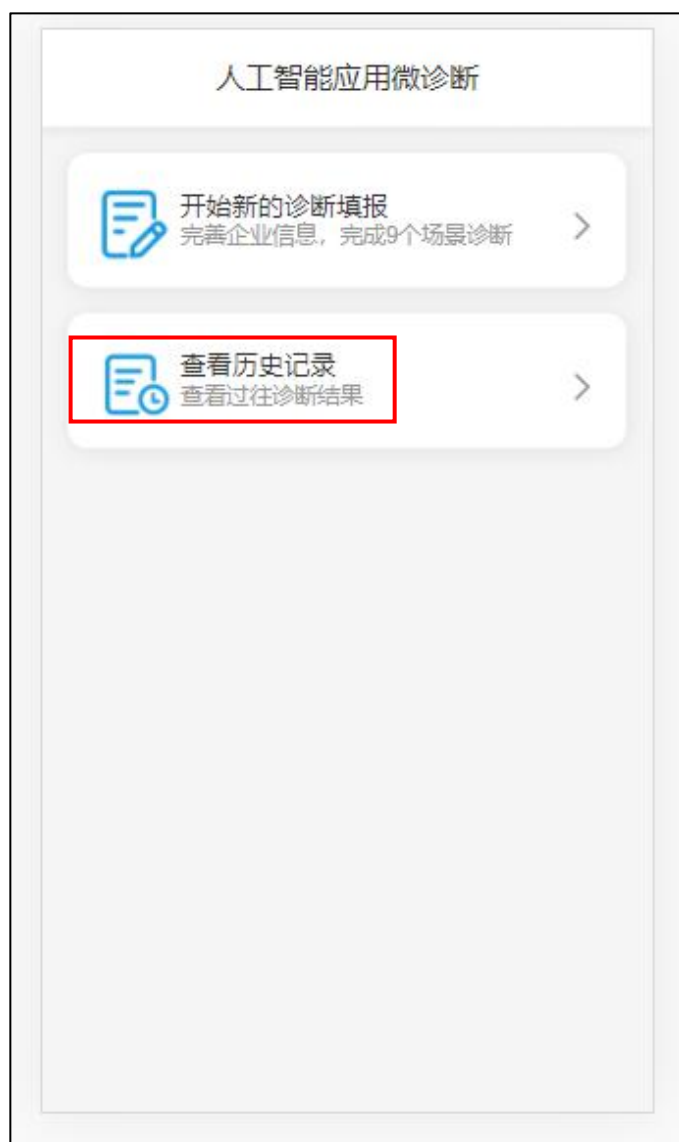 人工智能应用微诊断
开始新的诊断填报
完善企业信息，完成9个场景诊断
查看历史记录
查看过往诊断结果